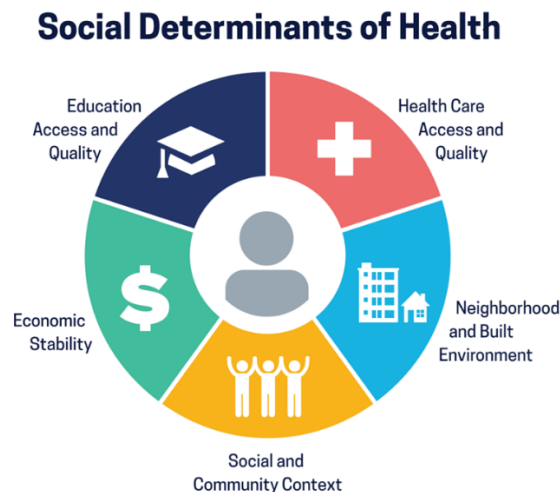 Social Determinants of Health
Education
Access and
Quality
Health Care
Access and
Quality
$
Economic
Stability
Neighborhood
and Built
Environment
Social and
Community Context